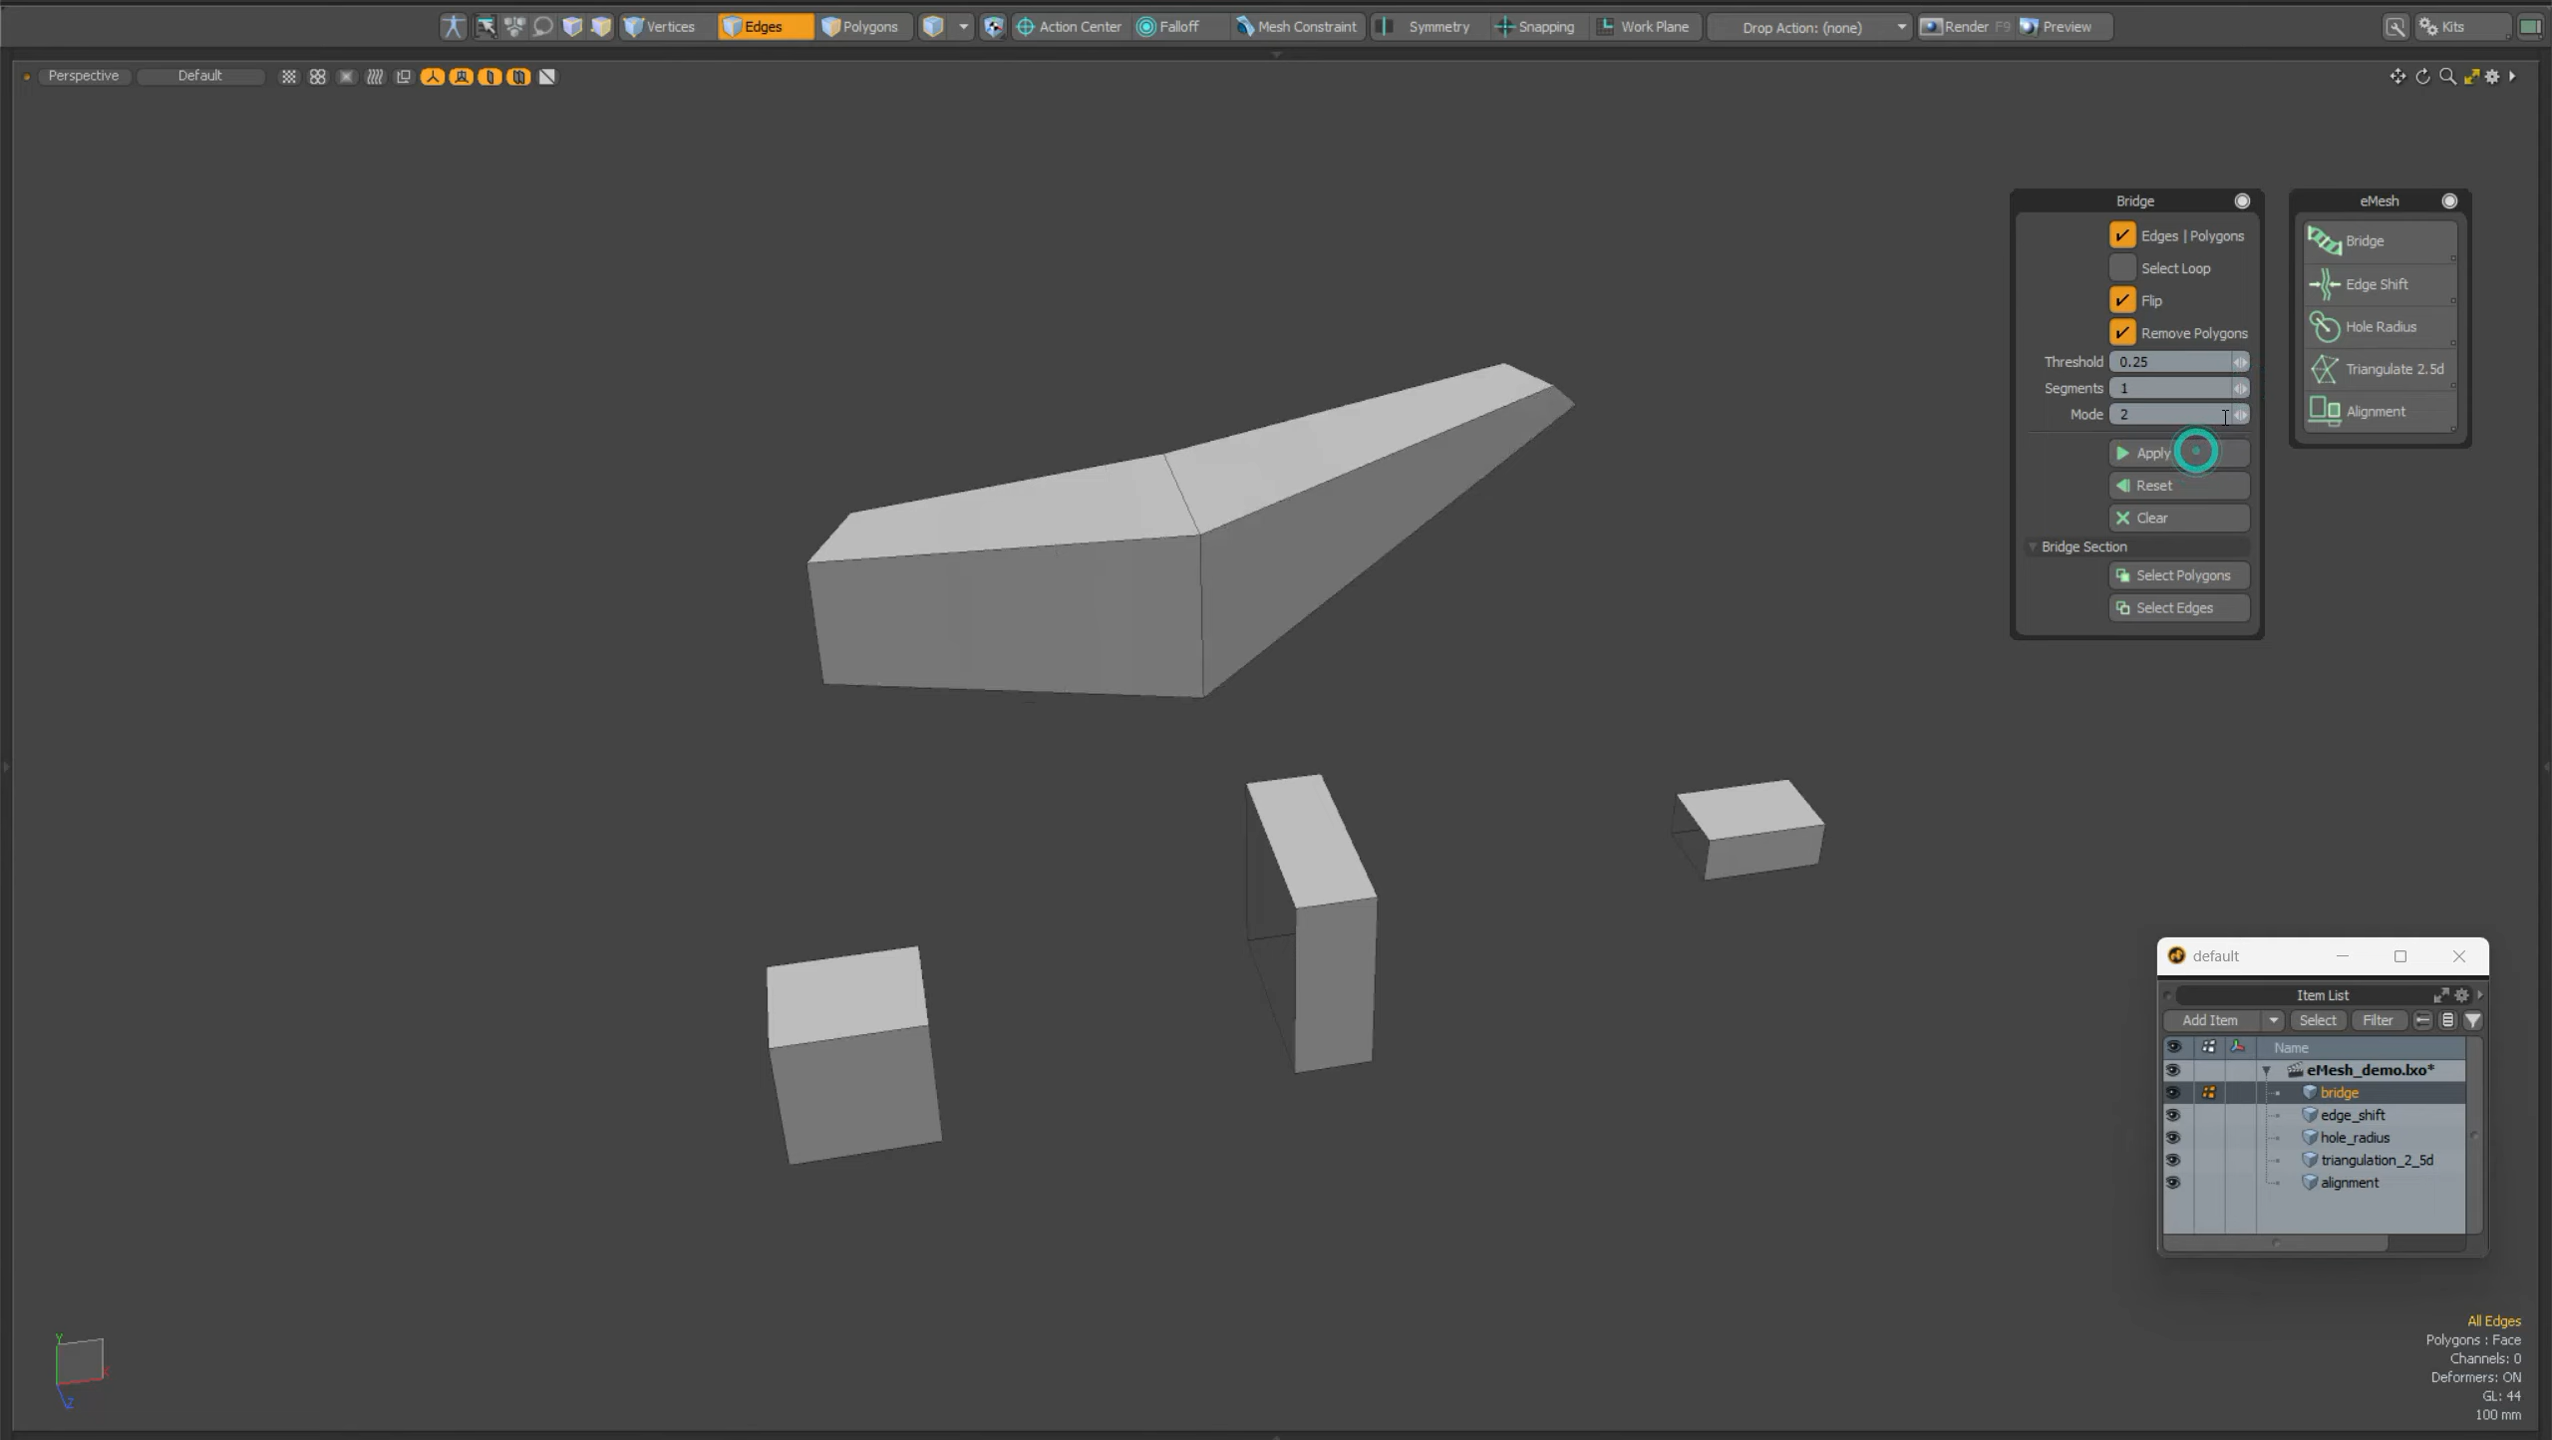 Vertices Edges Polygons Action Center Falloff Mesh Constraint Symmetry Snapping Work Plane Drop Action: (none) Render F9 Preview Kits
Perspective Default
Bridge
Edges | Polygons
Select Loop
Flip
Remove Polygons
Threshold 0.25
Segments 1
Mode 2
Apply
Reset
Clear
Bridge Section
Select Polygons
Select Edges
eMesh
Bridge
Edge Shift
Hole Radius
Triangulate 2.5d
Alignment
default
Item List
Add Item Select Filter
Name
eMesh_demo.lxo*
bridge
edge_shift
hole_radius
triangulation_2_5d
alignment
All Edges
Polygons : Face
Channels: 0
Deformers: ON
GL: 44
100 mm
Y
X
Z